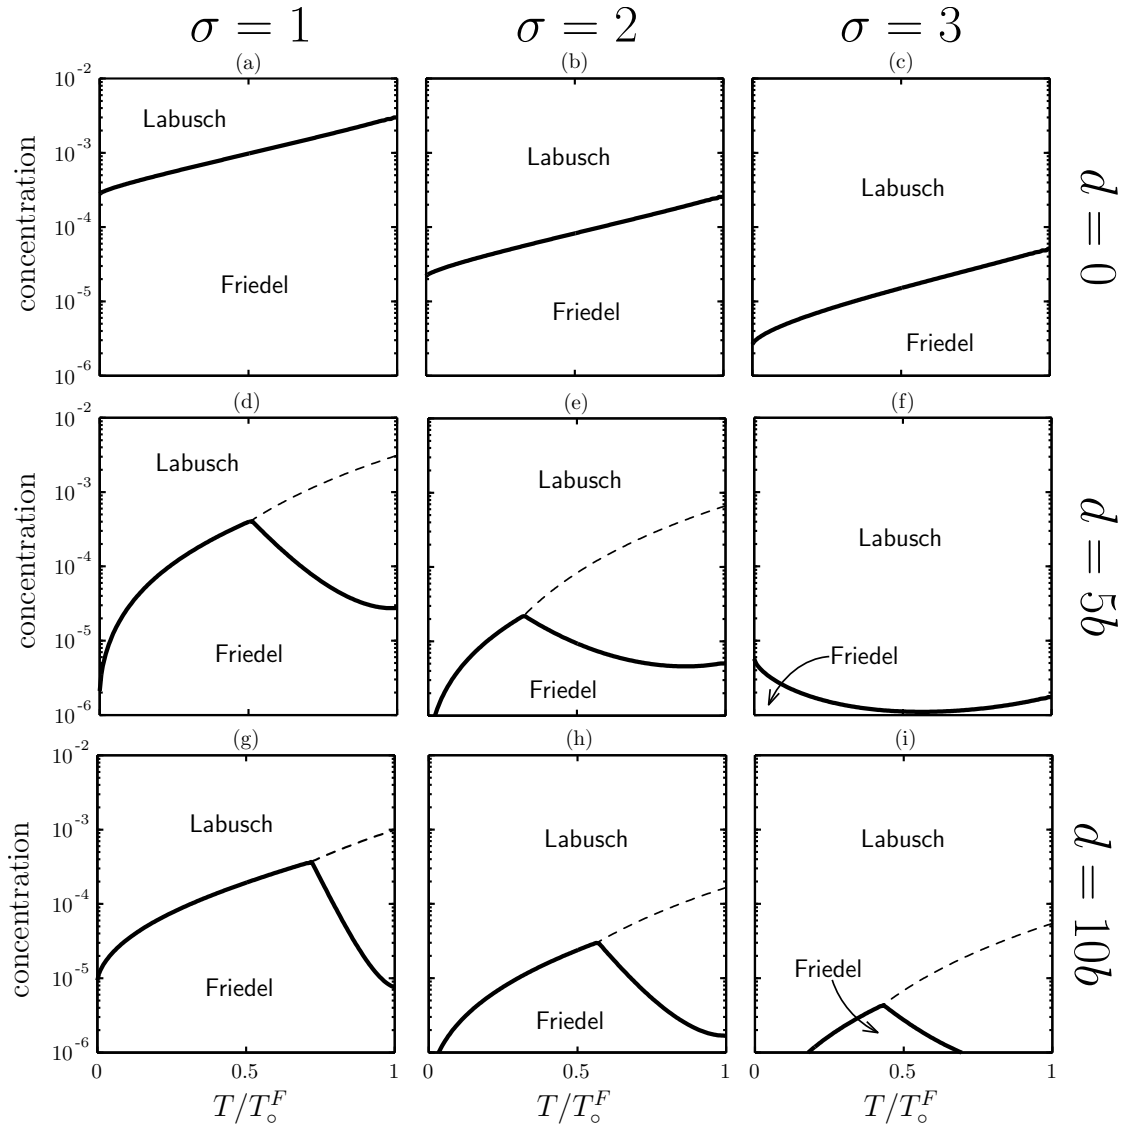 σ = 1 σ = 2 σ = 3
(a) (b) (c)
10-2
10-3
10-4
10-5
10-6
concentration
Labusch
Friedel
Labusch
Friedel
Labusch
Friedel
d = 0
(d) (e) (f)
10-2
10-3
10-4
10-5
10-6
concentration
Labusch
Friedel
Labusch
Friedel
Labusch
Friedel
d = 5b
(g) (h) (i)
10-2
10-3
10-4
10-5
10-6
concentration
Labusch
Friedel
Labusch
Friedel
Labusch
Friedel
d = 10b
0 0.5 1 0 0.5 1 0 0.5 1
T/T∘F T/T∘F T/T∘F